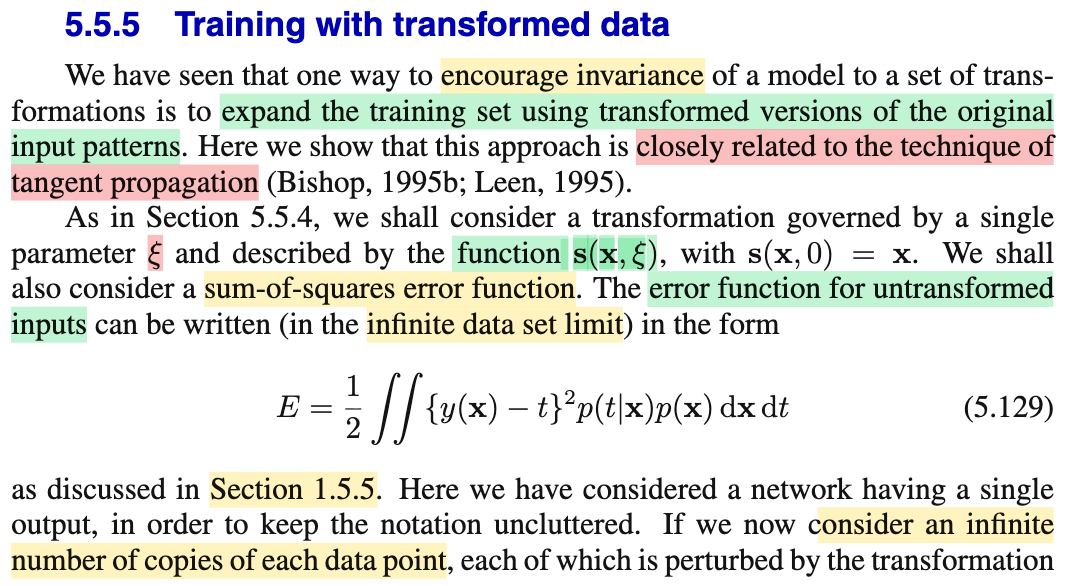 5.5.5 Training with transformed data
We have seen that one way to encourage invariance of a model to a set of trans-
formations is to expand the training set using transformed versions of the original
input patterns. Here we show that this approach is closely related to the technique of
tangent propagation (Bishop, 1995b; Leen, 1995).
As in Section 5.5.4, we shall consider a transformation governed by a single
parameter ξ and described by the function s(x, ξ), with s(x, 0) = x. We shall
also consider a sum-of-squares error function. The error function for untransformed
inputs can be written (in the infinite data set limit) in the form
E = 1/2 ∬{y(x) − t}²p(t|x)p(x) dx dt (5.129)
as discussed in Section 1.5.5. Here we have considered a network having a single
output, in order to keep the notation uncluttered. If we now consider an infinite
number of copies of each data point, each of which is perturbed by the transformation